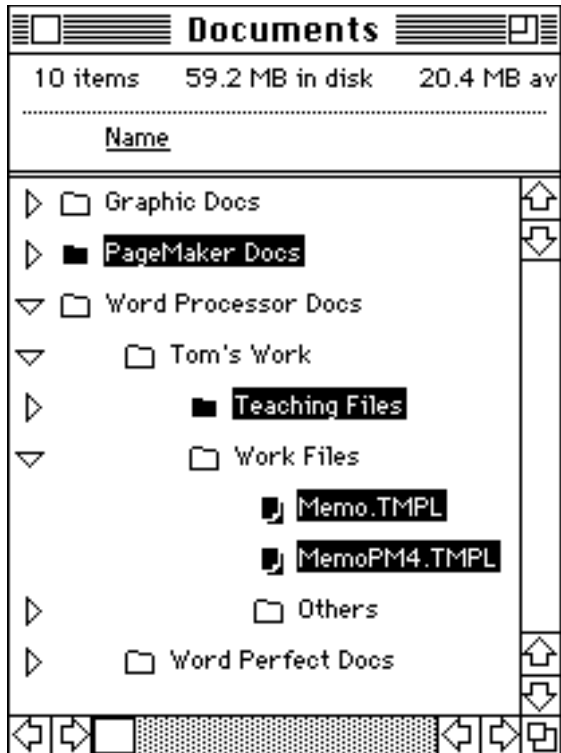 Documents
10 items 59.2 MB in disk 20.4 MB av
Name
Graphic Docs
PageMaker Docs
Word Processor Docs
Tom's Work
Teaching Files
Work Files
Memo.TMPL
MemoPM4.TMPL
Others
Word Perfect Docs